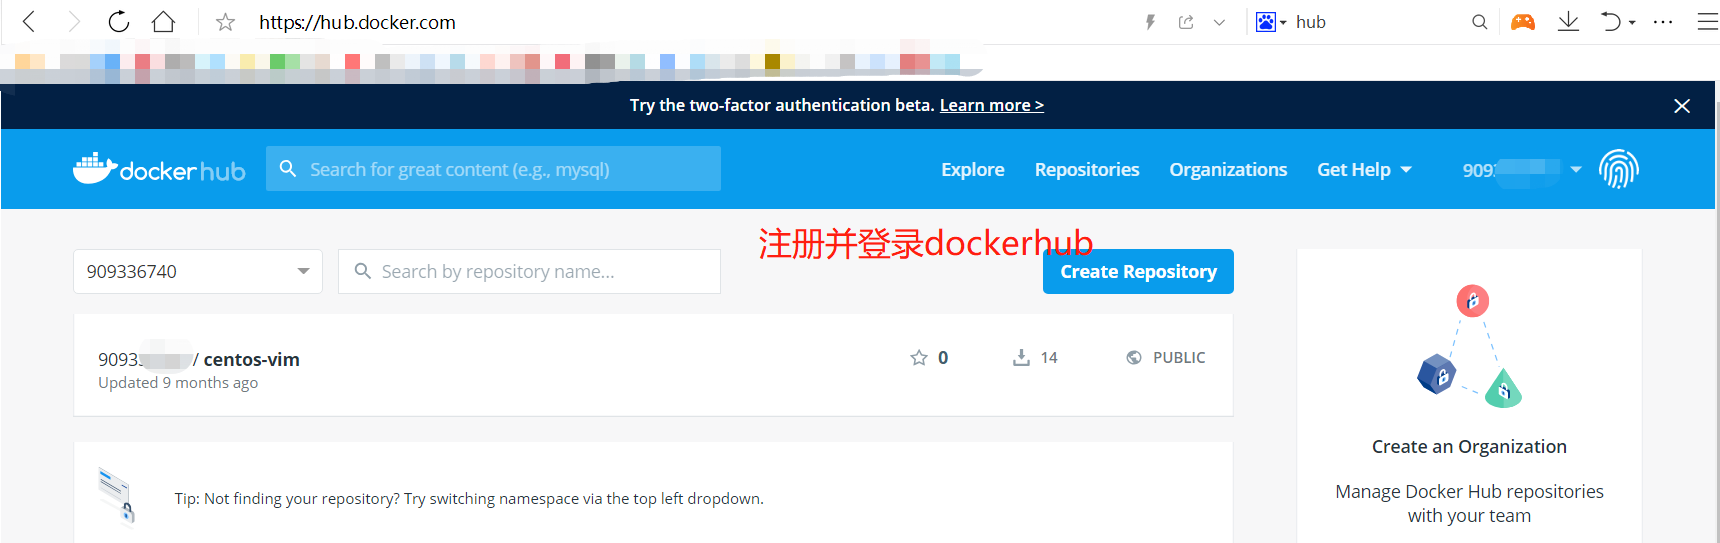 https://hub.docker.com
hub
Try the two-factor authentication beta. Learn more >
docker hub
Search for great content (e.g., mysql)
Explore
Repositories
Organizations
Get Help
909
注册并登录dockerhub
909336740
Search by repository name...
Create Repository
9093 / centos-vim
0
14
PUBLIC
Updated 9 months ago
Create an Organization
Manage Docker Hub repositories
with your team
Tip: Not finding your repository? Try switching namespace via the top left dropdown.